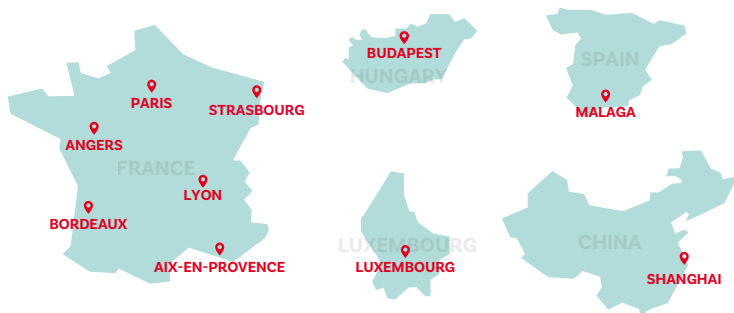 PARIS
STRASBOURG
ANGERS
FRANCE
LYON
BORDEAUX
AIX-EN-PROVENCE
BUDAPEST
HUNGARY
SPAIN
MALAGA
LUXEMBOURG
LUXEMBOURG
CHINA
SHANGHAI